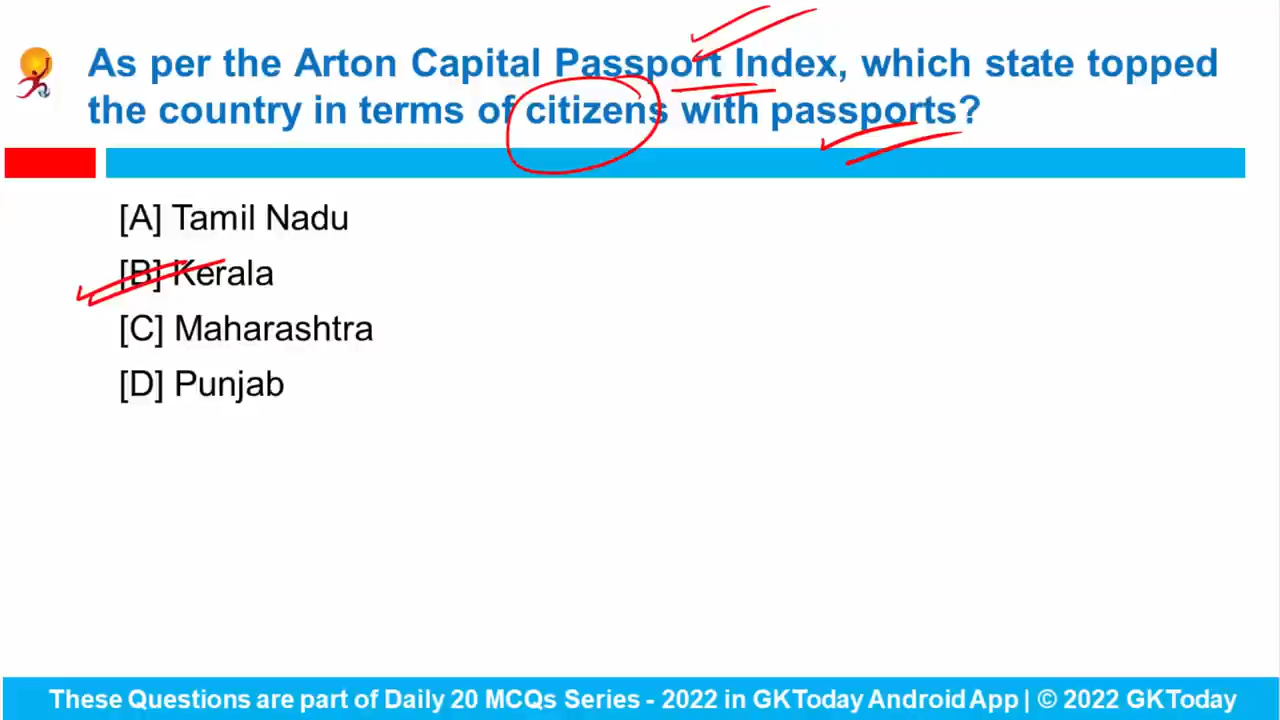 As per the Arton Capital Passport Index, which state topped
the country in terms of citizens with passports?
[A] Tamil Nadu
[B] Kerala
[C] Maharashtra
[D] Punjab
These Questions are part of Daily 20 MCQs Series - 2022 in GKToday Android App | © 2022 GKToday